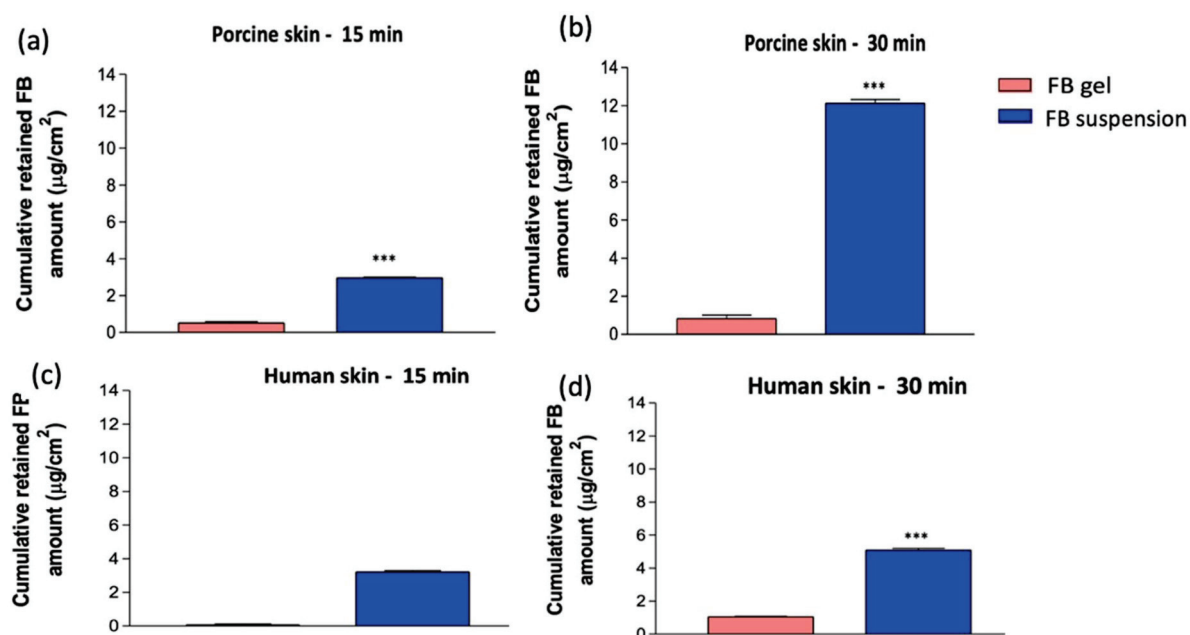 (a)
Porcine skin - 15 min
Cumulative retained FB
amount (µg/cm²)
14
12
10
8
6
4
2
0
***
(b)
Porcine skin - 30 min
Cumulative retained FB
amount (µg/cm²)
14
12
10
8
6
4
2
0
***
FB gel
FB suspension
(c)
Human skin - 15 min
Cumulative retained FP
amount (µg/cm²)
14
12
10
8
6
4
2
0
(d)
Human skin - 30 min
Cumulative retained FB
amount (µg/cm²)
14
12
10
8
6
4
2
0
***